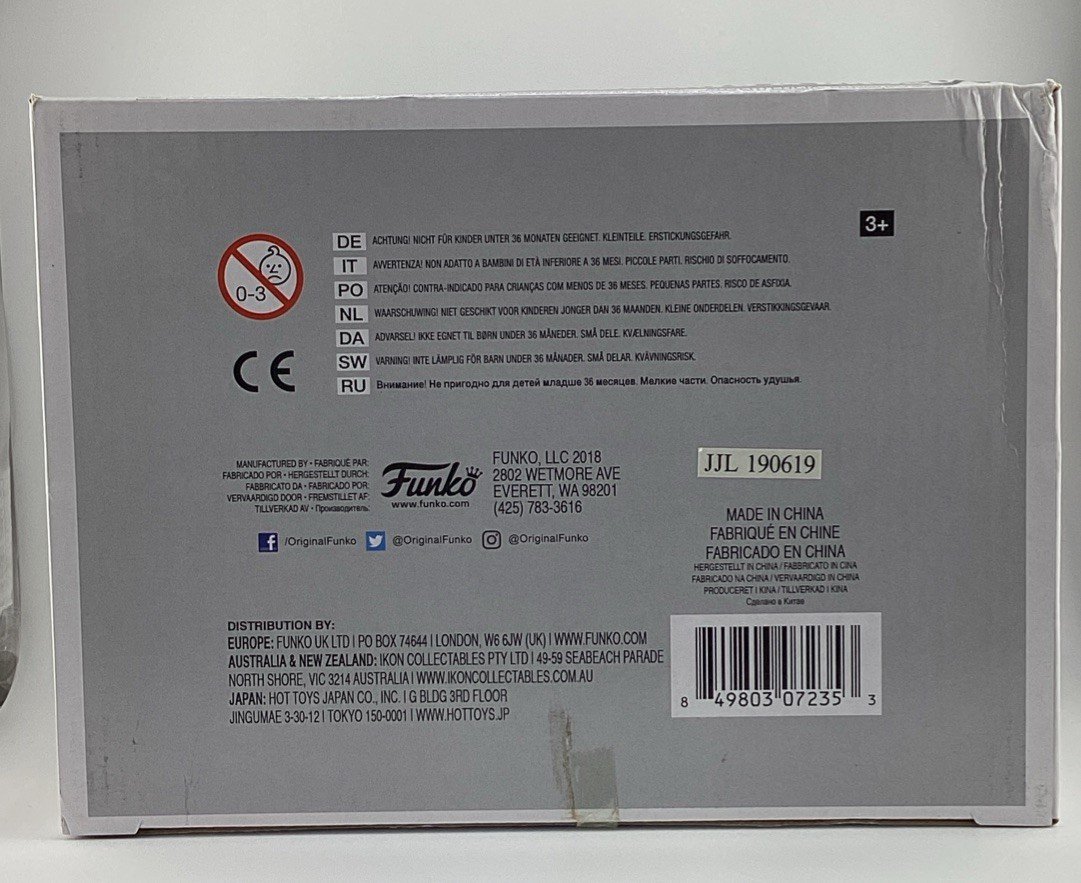 3+
0-3
DE ACHTUNG! NICHT FÜR KINDER UNTER 36 MONATEN GEEIGNET. KLEINTEILE. ERSTICKUNGSGEFAHR.
IT AVVERTENZA! NON ADATTO A BAMBINI DI ETÀ INFERIORE A 36 MESI. PICCOLE PARTI. RISCHIO DI SOFFOCAMENTO.
PO ATENÇÃO! CONTRA-INDICADO PARA CRIANÇAS COM MENOS DE 36 MESES. PEQUENAS PARTES. RISCO DE ASFIXIA.
NL WAARSCHUWING! NIET GESCHIKT VOOR KINDEREN JONGER DAN 36 MAANDEN. KLEINE ONDERDELEN. VERSTIKKINGSGEVAAR.
DA ADVARSEL! IKKE EGNET TIL BØRN UNDER 36 MÅNEDER. SMÅ DELE. KVÆLNINGSFARE.
SW VARNING! INTE LÄMPLIG FÖR BARN UNDER 36 MÅNADER. SMÅ DELAR. KVÄVNINGSRISK.
RU Внимание! Не пригодно для детей младше 36 месяцев. Мелкие части. Опасность удушья.
CE
MANUFACTURED BY • FABRIQUÉ PAR:
FABRICADO POR • HERGESTELLT DURCH:
FABBRICATO DA • FABRICADO POR:
VERVAARDIGD DOOR • FREMSTILLET AF:
TILLVERKAD AV • Производитель:
Funko
www.funko.com
FUNKO, LLC 2018
2802 WETMORE AVE
EVERETT, WA 98201
(425) 783-3616
/OriginalFunko @OriginalFunko @OriginalFunko
JJL 190619
MADE IN CHINA
FABRIQUÉ EN CHINE
FABRICADO EN CHINA
HERGESTELLT IN CHINA / FABBRICATO IN CINA
FABRICADO NA CHINA / VERVAARDIGD IN CHINA
PRODUCERET I KINA / TILLVERKAD I KINA
Сделано в Китае
DISTRIBUTION BY:
EUROPE: FUNKO UK LTD | PO BOX 74644 | LONDON, W6 6JW (UK) | WWW.FUNKO.COM
AUSTRALIA & NEW ZEALAND: IKON COLLECTABLES PTY LTD | 49-59 SEABEACH PARADE
NORTH SHORE, VIC 3214 AUSTRALIA | WWW.IKONCOLLECTABLES.COM.AU
JAPAN: HOT TOYS JAPAN CO., INC. | G BLDG 3RD FLOOR
JINGUMAE 3-30-12 | TOKYO 150-0001 | WWW.HOTTOYS.JP
8 49803 07235 3